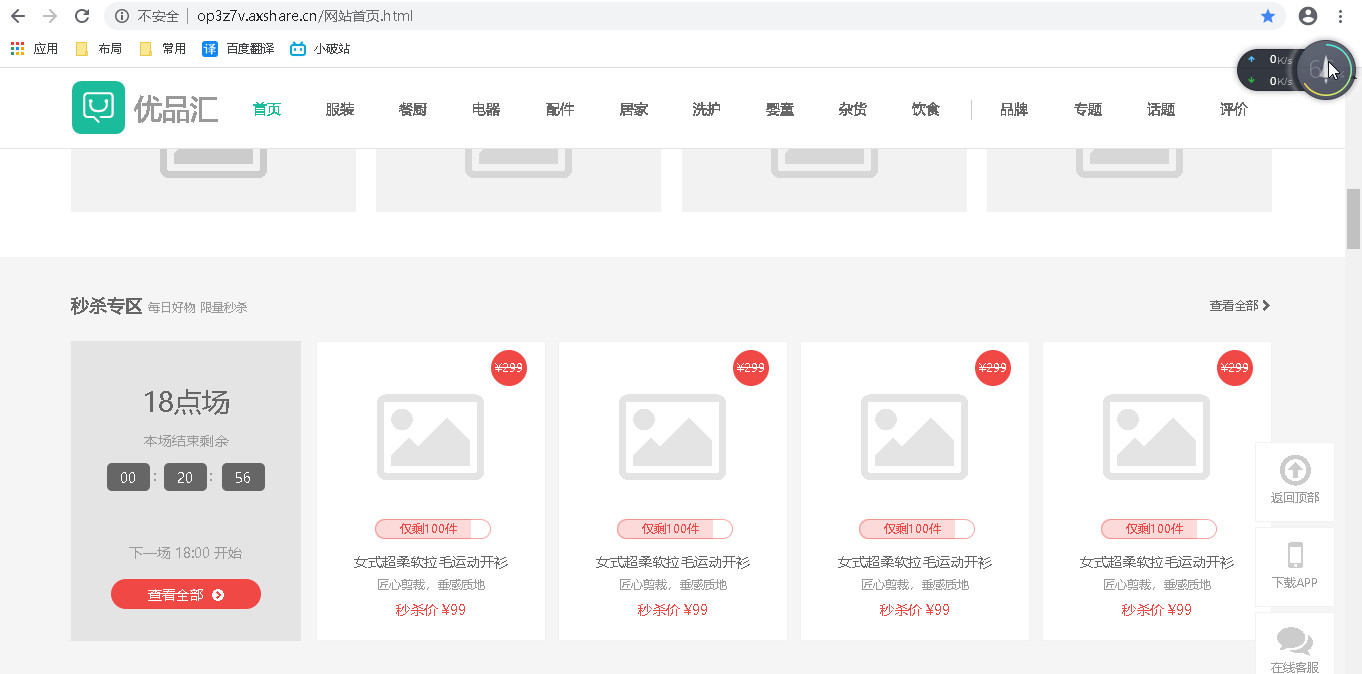 不安全 op3z7v.axshare.cn/网站首页.html
应用 布局 常用 译 百度翻译 小破站
0K/s
0K/s
优品汇 首页 服装 餐厨 电器 配件 居家 洗护 婴童 杂货 饮食 品牌 专题 话题 评价
秒杀专区 每日好物 限量秒杀 查看全部
18点场
本场结束剩余
00 : 20 : 56
下一场 18:00 开始
查看全部
¥299
仅剩100件
女式超柔软拉毛运动开衫
匠心剪裁，垂感质地
秒杀价 ¥99
¥299
仅剩100件
女式超柔软拉毛运动开衫
匠心剪裁，垂感质地
秒杀价 ¥99
¥299
仅剩100件
女式超柔软拉毛运动开衫
匠心剪裁，垂感质地
秒杀价 ¥99
¥299
仅剩100件
女式超柔软拉毛运动开衫
匠心剪裁，垂感质地
秒杀价 ¥99
返回顶部
下载APP
在线客服